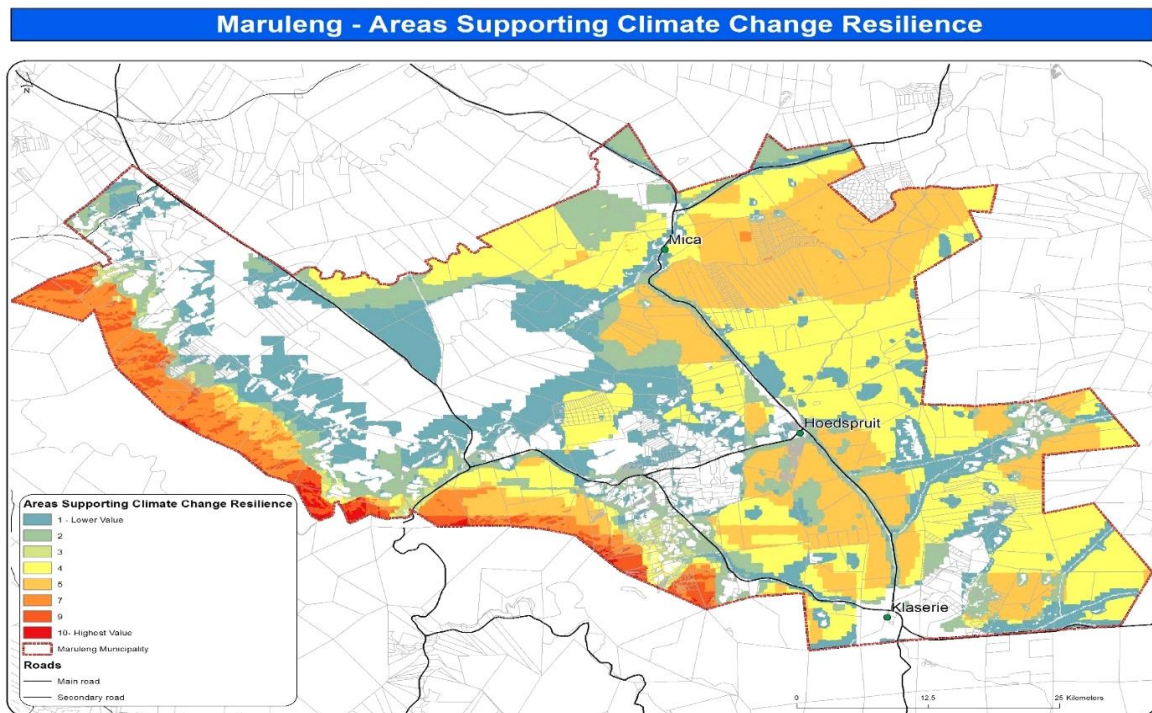 Maruleng - Areas Supporting Climate Change Resilience
N
Mica
Hoedspruit
Klaserie
Areas Supporting Climate Change Resilience
1 - Lower Value
2
3
4
5
7
9
10- Highest Value
Maruleng Municipality
Roads
Main road
Secondary road
0 12.5 25 Kilometers